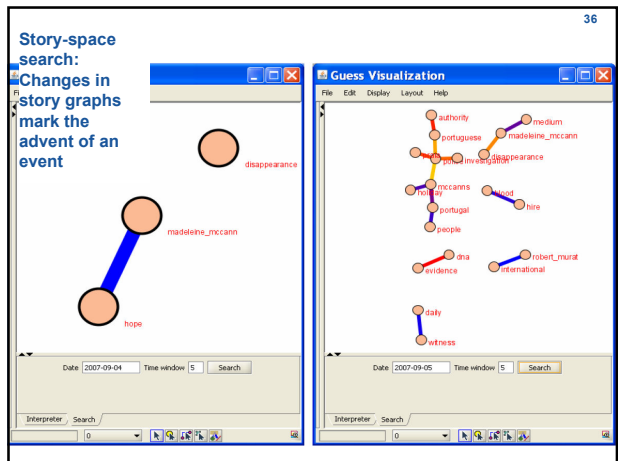 36
Story-space
search:
Changes in
story graphs
mark the
advent of an
event
disappearance
madeleine_mccann
hope
Date 2007-09-04 Time window 5 Search
Interpreter Search
0
Guess Visualization
File Edit Display Layout Help
authority
medium
portuguese
madeleine_mccann
investigation
disappearance
mccanns
holiday
blood
portugal
hire
people
dna
robert_murat
evidence
international
daily
witness
Date 2007-09-05 Time window 5 Search
Interpreter Search
0